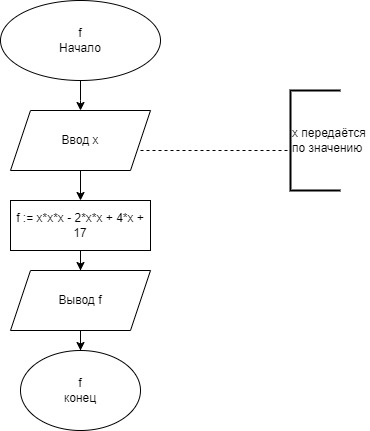 f
Начало
Ввод x
x передаётся
по значению
f := x*x*x - 2*x*x + 4*x +
17
Вывод f
f
конец